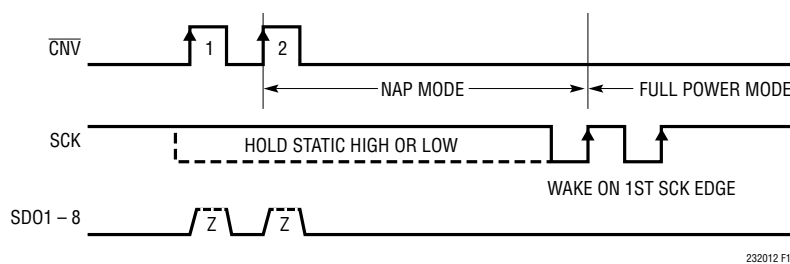 CNV
1
2
NAP MODE
FULL POWER MODE
SCK
HOLD STATIC HIGH OR LOW
WAKE ON 1ST SCK EDGE
SDO1 – 8
Z
Z
232012 F1